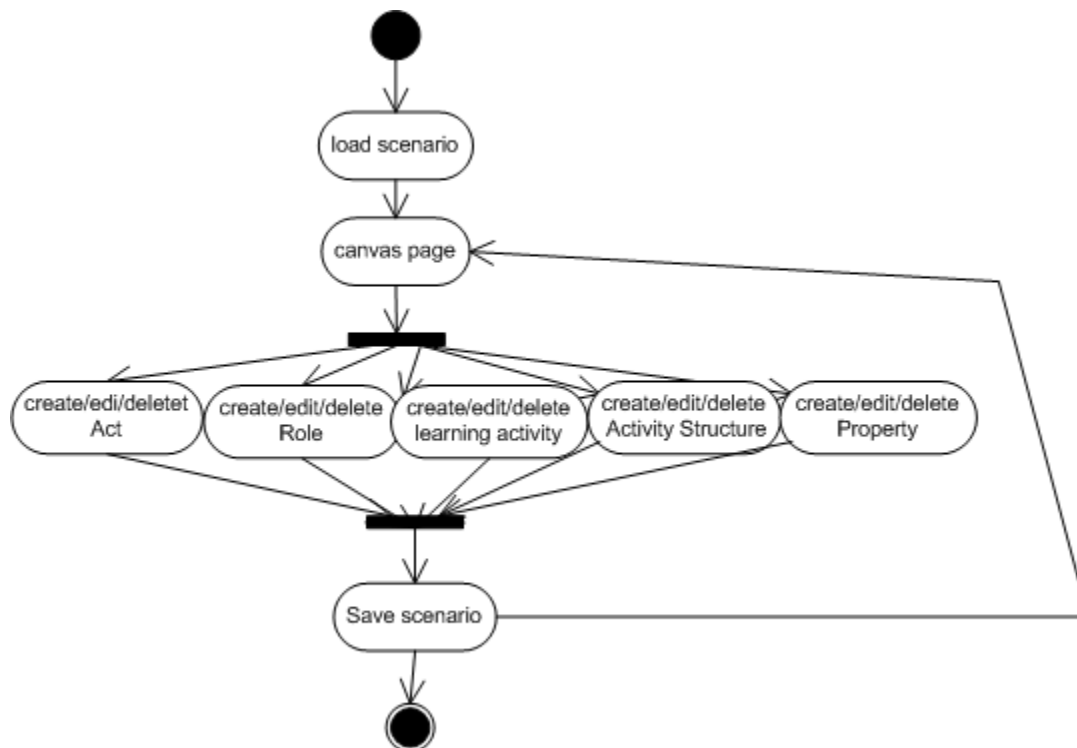 load scenario
canvas page
create/edi/deletet
Act
create/edit/delete
Role
create/edit/delete
learning activity
create/edit/delete
Activity Structure
create/edit/delete
Property
Save scenario